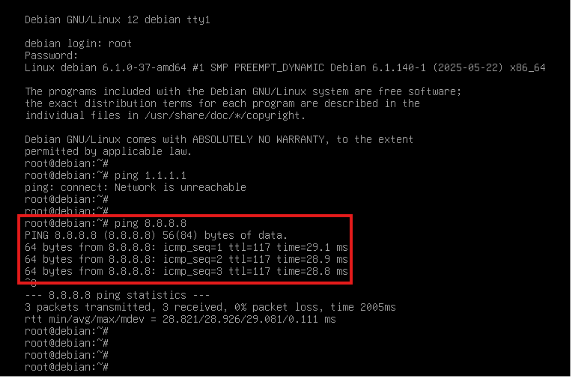 Debian GNU/Linux 12 debian tty1
debian login: root
Password:
Linux debian 6.1.0-37-amd64 #1 SMP PREEMPT_DYNAMIC Debian 6.1.140-1 (2025-05-22) x86_64
The programs included with the Debian GNU/Linux system are free software;
the exact distribution terms for each program are described in the
individual files in /usr/share/doc/*/copyright.
Debian GNU/Linux comes with ABSOLUTELY NO WARRANTY, to the extent
permitted by applicable law.
root@debian:~#
root@debian:~# ping 1.1.1.1
ping: connect: Network is unreachable
root@debian:~#
root@debian:~#
root@debian:~# ping 8.8.8.8
PING 8.8.8.8 (8.8.8.8) 56(84) bytes of data.
64 bytes from 8.8.8.8: icmp_seq=1 ttl=117 time=29.1 ms
64 bytes from 8.8.8.8: icmp_seq=2 ttl=117 time=28.9 ms
64 bytes from 8.8.8.8: icmp_seq=3 ttl=117 time=28.8 ms
^C
--- 8.8.8.8 ping statistics ---
3 packets transmitted, 3 received, 0% packet loss, time 2005ms
rtt min/avg/max/mdev = 28.821/28.926/29.081/0.111 ms
root@debian:~#
root@debian:~#
root@debian:~#
root@debian:~#